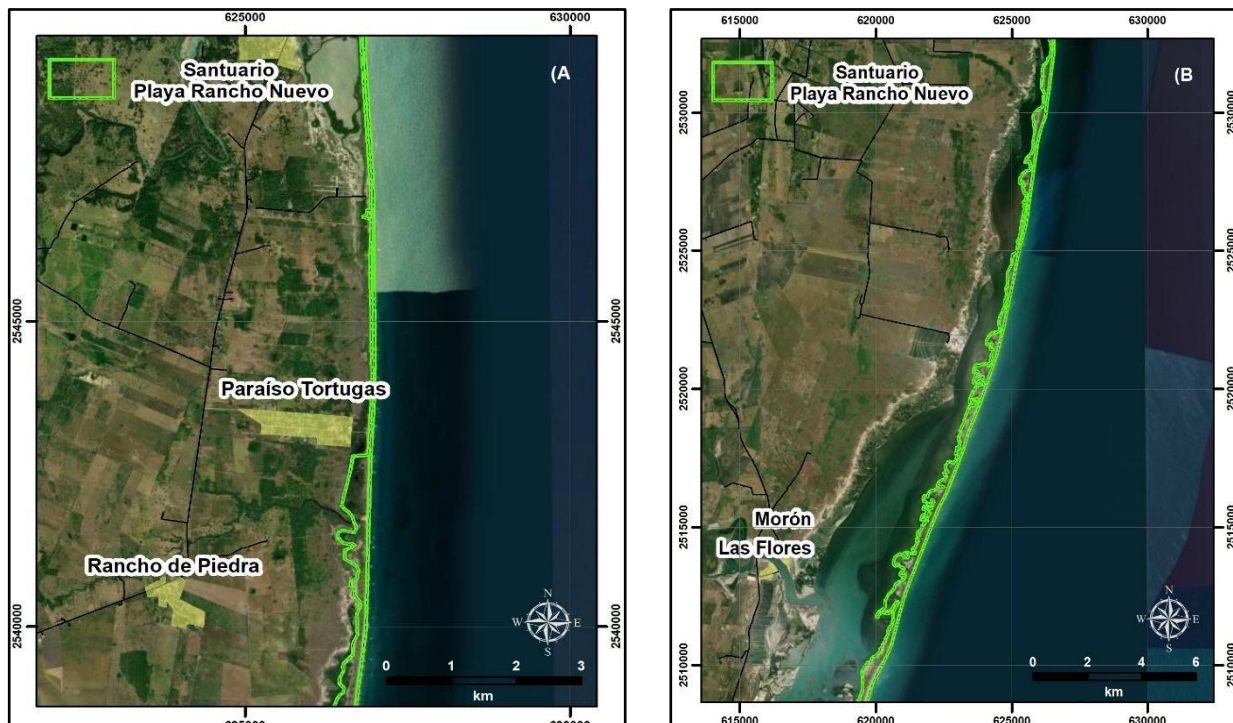 625000
630000
Santuario
Playa Rancho Nuevo
(A
2545000
2545000
Paraíso Tortugas
Rancho de Piedra
2540000
2540000
N
W
E
S
0
1
2
3
km
615000
620000
625000
630000
Santuario
Playa Rancho Nuevo
(B
2530000
2530000
2525000
2525000
2520000
2520000
2515000
2515000
Morón
Las Flores
N
W
E
S
0
2
4
6
km
2510000
2510000
615000
620000
625000
630000